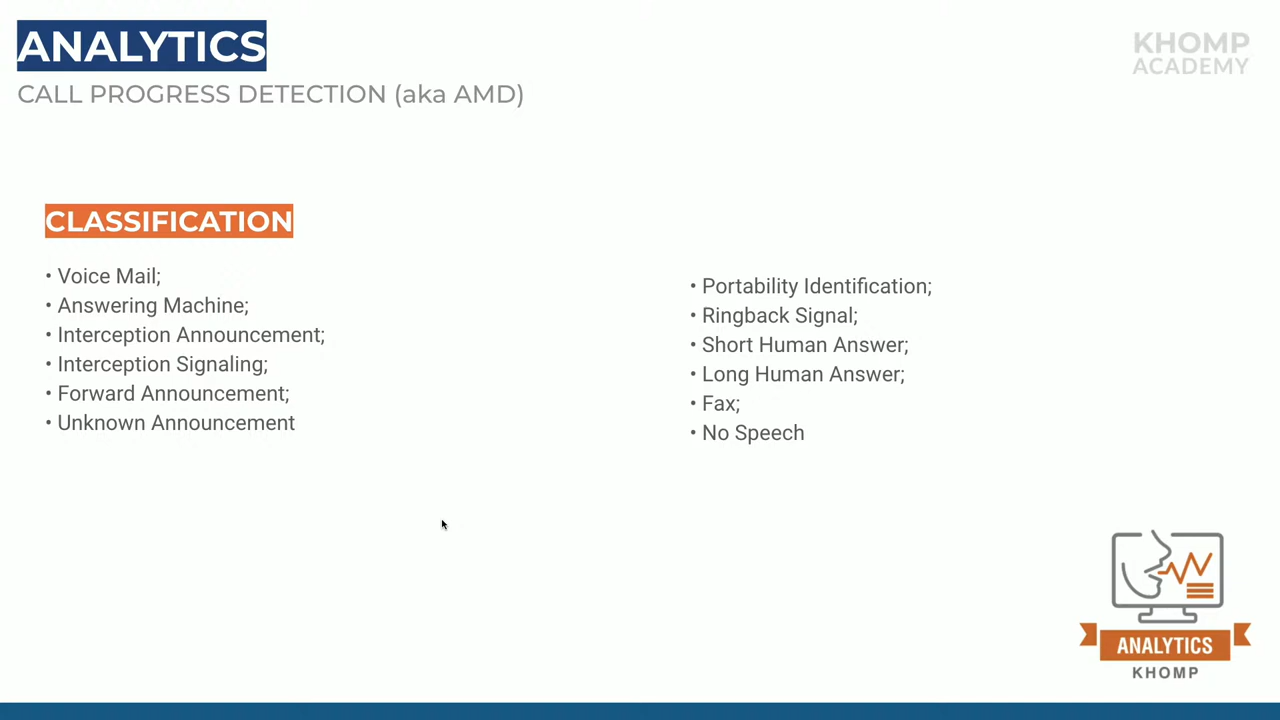 ANALYTICS
CALL PROGRESS DETECTION (aka AMD)
KHOMP
ACADEMY
CLASSIFICATION
• Voice Mail;
• Answering Machine;
• Interception Announcement;
• Interception Signaling;
• Forward Announcement;
• Unknown Announcement
• Portability Identification;
• Ringback Signal;
• Short Human Answer;
• Long Human Answer;
• Fax;
• No Speech
ANALYTICS
KHOMP